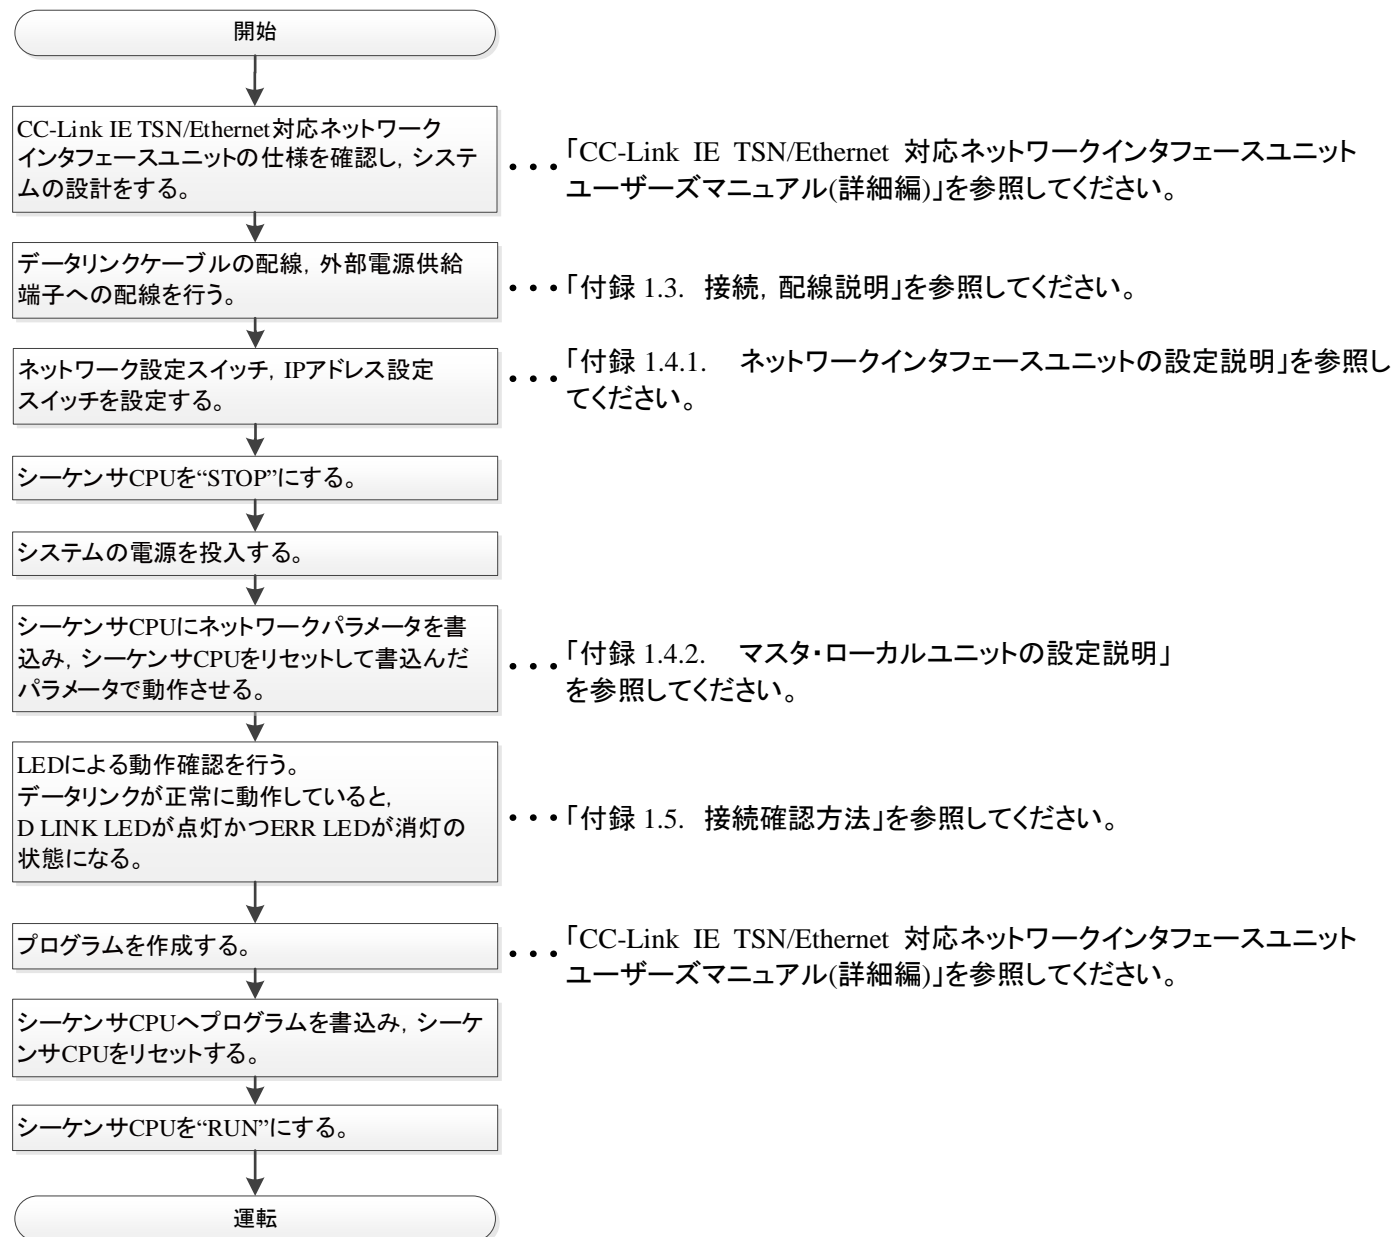 開始
CC-Link IE TSN/Ethernet対応ネットワーク
インタフェースユニットの仕様を確認し，システ
ムの設計をする。
・・・「CC-Link IE TSN/Ethernet 対応ネットワークインタフェースユニット
ユーザーズマニュアル(詳細編)」を参照してください。
データリンクケーブルの配線，外部電源供給
端子への配線を行う。
・・・「付録 1.3. 接続，配線説明」を参照してください。
ネットワーク設定スイッチ，IPアドレス設定
スイッチを設定する。
・・・「付録 1.4.1. ネットワークインタフェースユニットの設定説明」を参照し
てください。
シーケンサCPUを“STOP”にする。
システムの電源を投入する。
シーケンサCPUにネットワークパラメータを書
込み，シーケンサCPUをリセットして書込んだ
パラメータで動作させる。
・・・「付録 1.4.2. マスタ・ローカルユニットの設定説明」
を参照してください。
LEDによる動作確認を行う。
データリンクが正常に動作していると，
D LINK LEDが点灯かつERR LEDが消灯の
状態になる。
・・・「付録 1.5. 接続確認方法」を参照してください。
プログラムを作成する。
・・・「CC-Link IE TSN/Ethernet 対応ネットワークインタフェースユニット
ユーザーズマニュアル(詳細編)」を参照してください。
シーケンサCPUへプログラムを書込み，シーケ
ンサCPUをリセットする。
シーケンサCPUを“RUN”にする。
運転